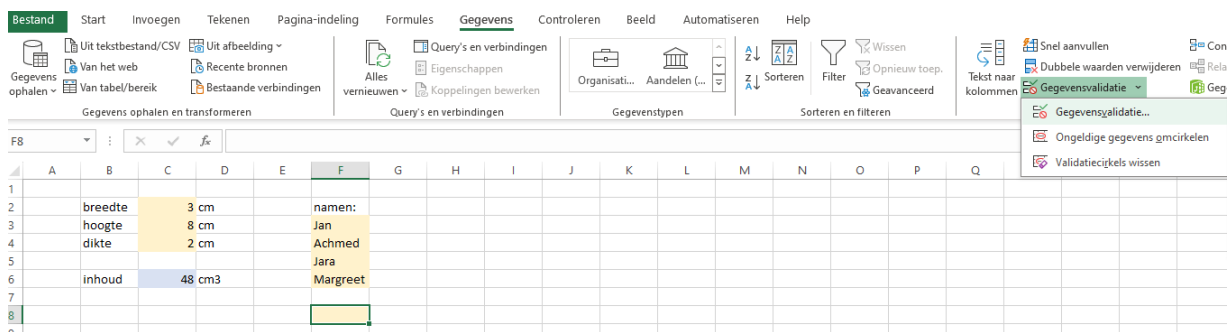 Bestand Start Invoegen Tekenen Pagina-indeling Formules Gegevens Controleren Beeld Automatiseren Help
Gegevens ophalen
Uit tekstbestand/CSV
Van het web
Van tabel/bereik
Uit afbeelding
Recente bronnen
Bestaande verbindingen
Gegevens ophalen en transformeren
Alles vernieuwen
Query's en verbindingen
Eigenschappen
Koppelingen bewerken
Query's en verbindingen
Organisati...
Aandelen (...
Gegevenstypen
Sorteren
Filter
Wissen
Opnieuw toep.
Geavanceerd
Sorteren en filteren
Tekst naar kolommen
Snel aanvullen
Dubbele waarden verwijderen
Gegevensvalidatie
Con
Rela
Geg
Gegevensvalidatie...
Ongeldige gegevens omcirkelen
Validatiecirkels wissen
F8 fx
A B C D E F G H I J K L M N O P Q
1
2 breedte 3 cm namen:
3 hoogte 8 cm Jan
4 dikte 2 cm Achmed
5 Jara
6 inhoud 48 cm3 Margreet
7
8